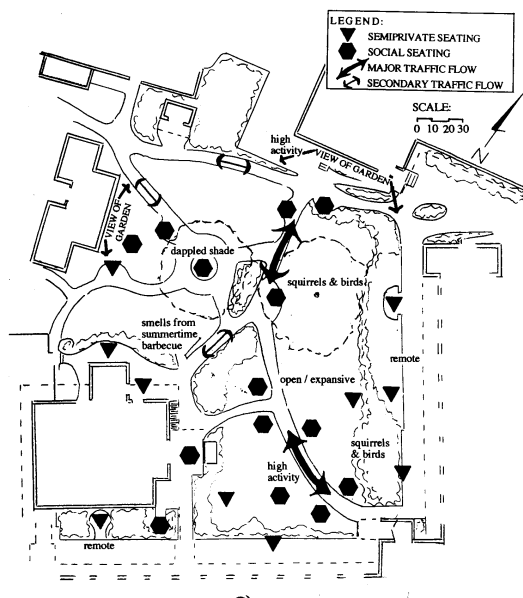 LEGEND:
SEMIPRIVATE SEATING
SOCIAL SEATING
MAJOR TRAFFIC FLOW
SECONDARY TRAFFIC FLOW
SCALE:
0 10 20 30
N
high
activity
VIEW OF GARDEN
VIEW OF
GARDEN
dappled shade
squirrels & birds
smells from
summertime
barbecue
remote
open / expansive
squirrels
& birds
high
activity
remote